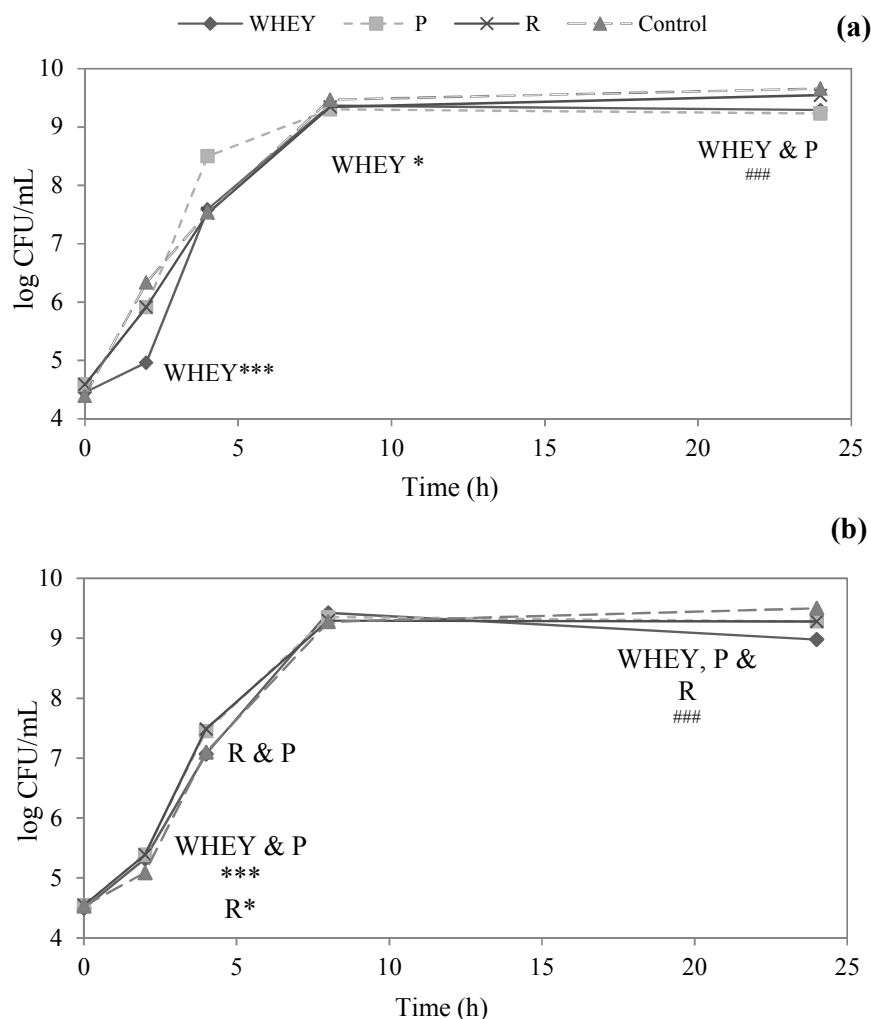 WHEY P R Control
(a)
10
9
8
7
6
5
4
log CFU/mL
WHEY *
WHEY & P
###
WHEY***
0 5 10 15 20 25
Time (h)
(b)
10
9
8
7
6
5
4
log CFU/mL
WHEY, P &
R
###
R & P
WHEY & P
***
R*
0 5 10 15 20 25
Time (h)